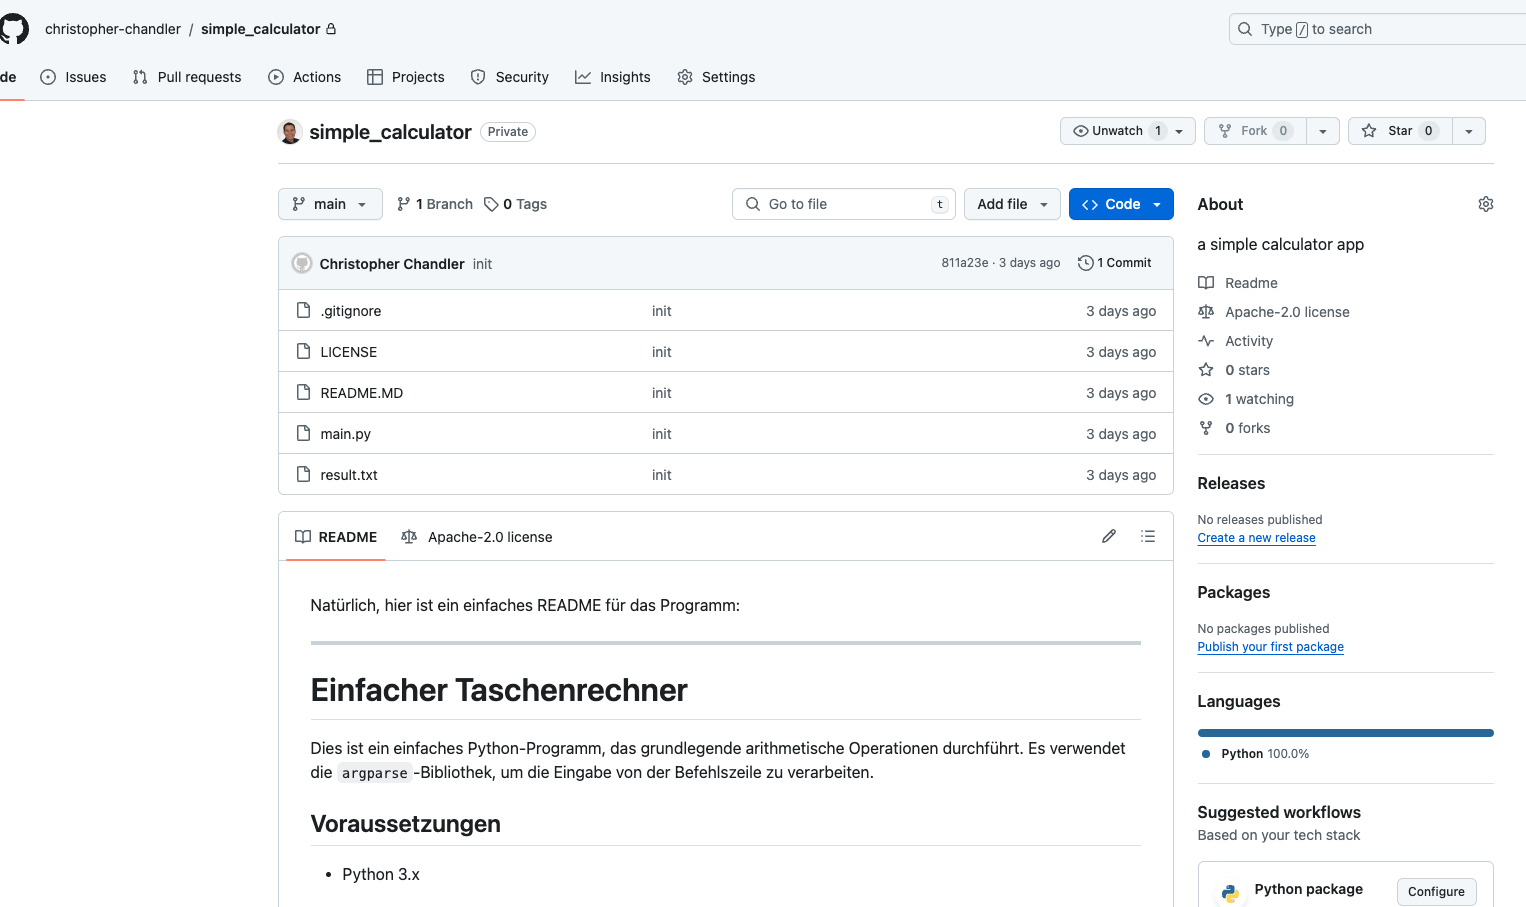 christopher-chandler / simple_calculator
Type / to search
de Issues Pull requests Actions Projects Security Insights Settings
simple_calculator Private
Unwatch 1 Fork 0 Star 0
main 1 Branch 0 Tags
Go to file t Add file Code
Christopher Chandler init 811a23e · 3 days ago 1 Commit
.gitignore init 3 days ago
LICENSE init 3 days ago
README.MD init 3 days ago
main.py init 3 days ago
result.txt init 3 days ago
README Apache-2.0 license
Natürlich, hier ist ein einfaches README für das Programm:
Einfacher Taschenrechner
Dies ist ein einfaches Python-Programm, das grundlegende arithmetische Operationen durchführt. Es verwendet
die argparse-Bibliothek, um die Eingabe von der Befehlszeile zu verarbeiten.
Voraussetzungen
• Python 3.x
About
a simple calculator app
Readme
Apache-2.0 license
Activity
0 stars
1 watching
0 forks
Releases
No releases published
Create a new release
Packages
No packages published
Publish your first package
Languages
Python 100.0%
Suggested workflows
Based on your tech stack
Python package Configure